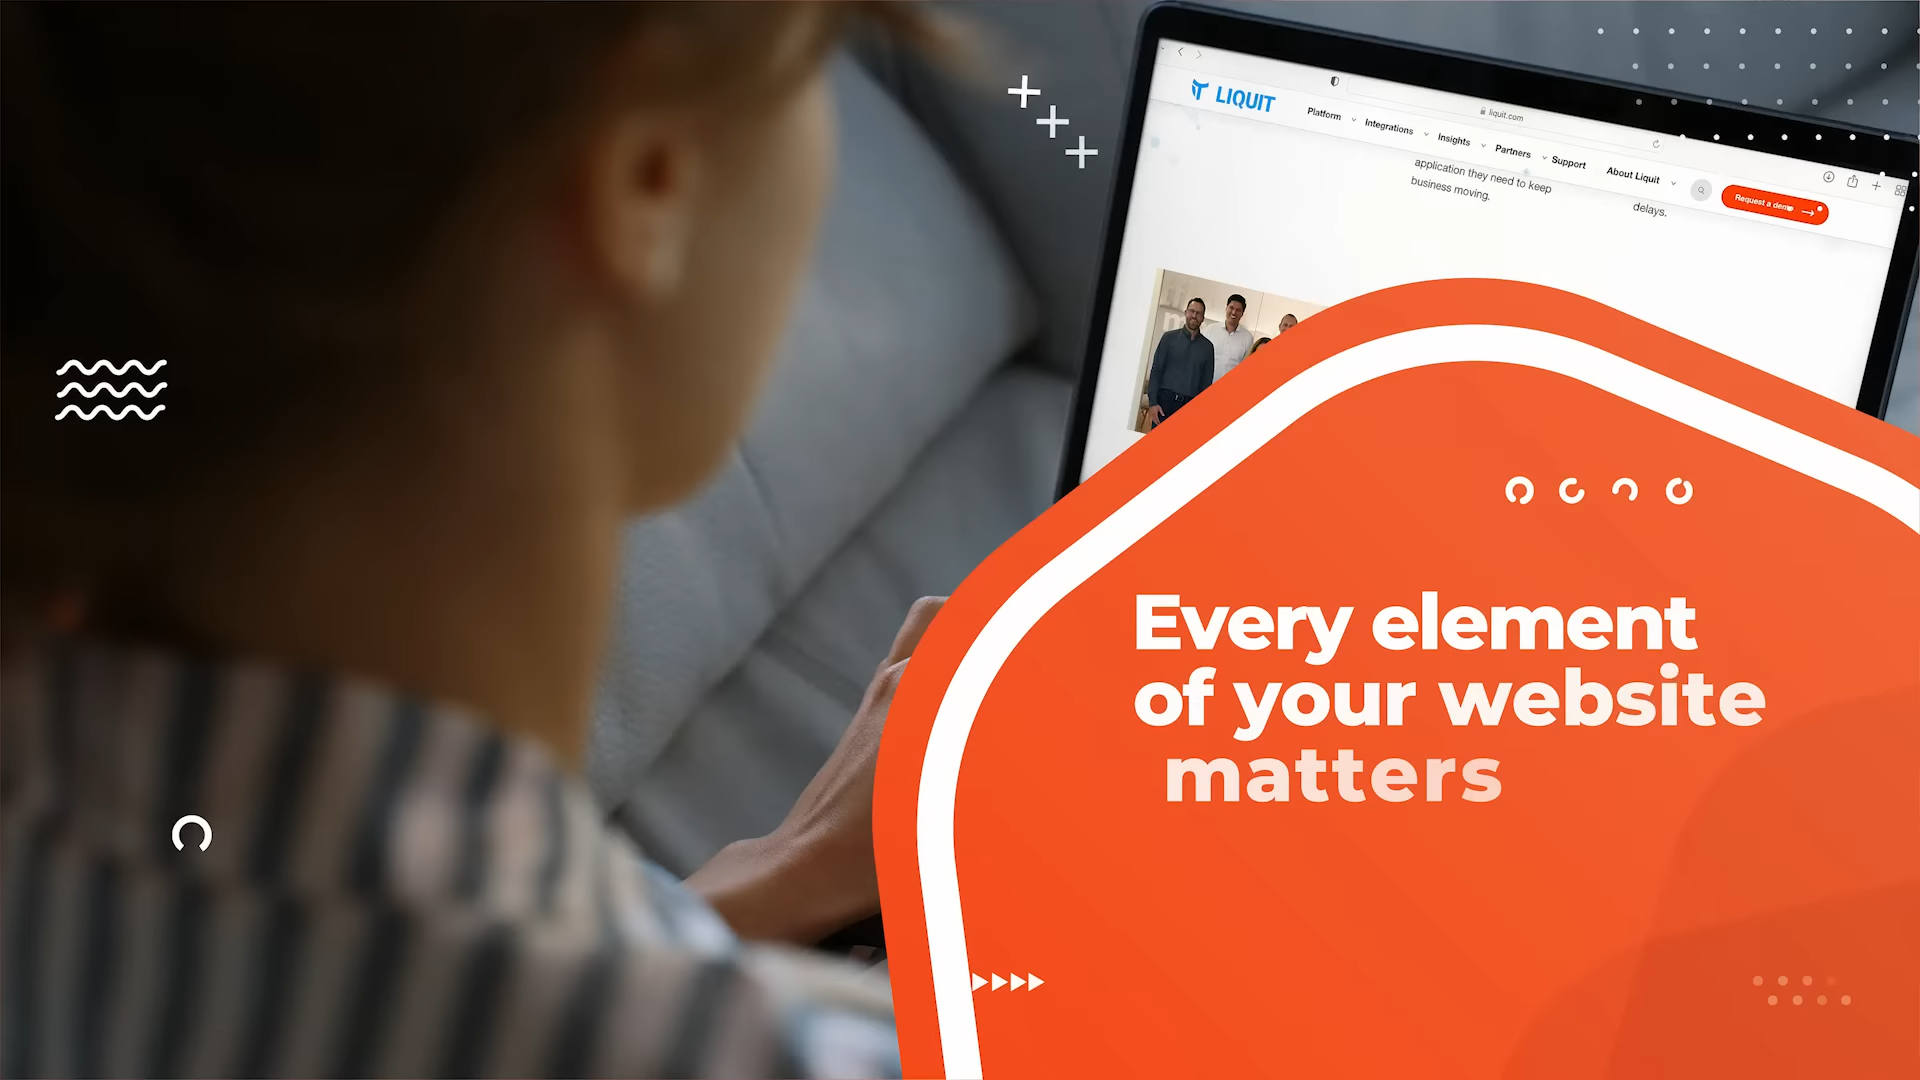 LIQUIT
liquit.com
Platform
Integrations
Insights
Partners
Support
About Liquit
Request a demo
application they need to keep
business moving.
delays.
Every element
of your website
matters